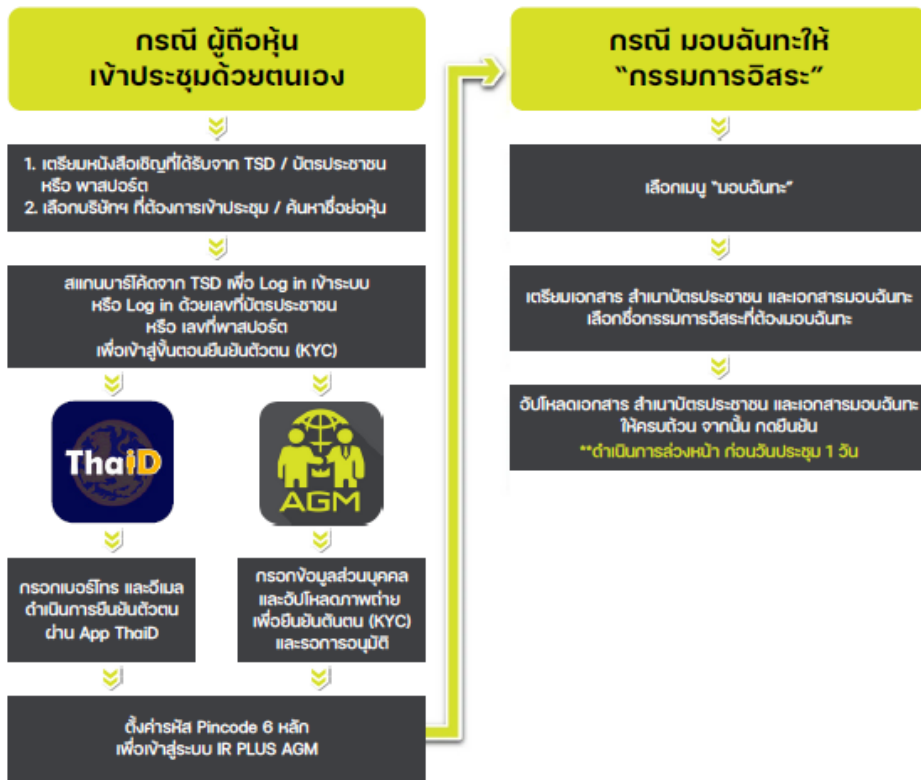 กรณี ผู้ถือหุ้น
เข้าประชุมด้วยตนเอง
1. เตรียมหนังสือเชิญที่ได้รับจาก TSD / บัตรประชาชน
หรือ พาสปอร์ต
2. เลือกบริษัทฯ ที่ต้องการเข้าประชุม / ค้นหาชื่อย่อหุ้น
สแกนบาร์โค้ดจาก TSD เพื่อ Log in เข้าระบบ
หรือ Log in ด้วยเลขที่บัตรประชาชน
หรือ เลขที่พาสปอร์ต
เพื่อเข้าสู่ขั้นตอนยืนยันตัวตน (KYC)
ThaiD
AGM
กรอกเบอร์โทร และอีเมล
ดำเนินการยืนยันตัวตน
ผ่าน App ThaiD
กรอกข้อมูลส่วนบุคคล
และอัปโหลดภาพถ่าย
เพื่อยืนยันตันตน (KYC)
และรอการอนุมัติ
ตั้งค่ารหัส Pincode 6 หลัก
เพื่อเข้าสู่ระบบ IR PLUS AGM
กรณี มอบฉันทะให้
"กรรมการอิสระ"
เลือกเมนู "มอบฉันทะ"
เตรียมเอกสาร สำเนาบัตรประชาชน และเอกสารมอบฉันทะ
เลือกชื่อกรรมการอิสระที่ต้องมอบฉันทะ
อัปโหลดเอกสาร สำเนาบัตรประชาชน และเอกสารมอบฉันทะ
ให้ครบถ้วน จากนั้น กดยืนยัน
**ดำเนินการล่วงหน้า ก่อนวันประชุม 1 วัน